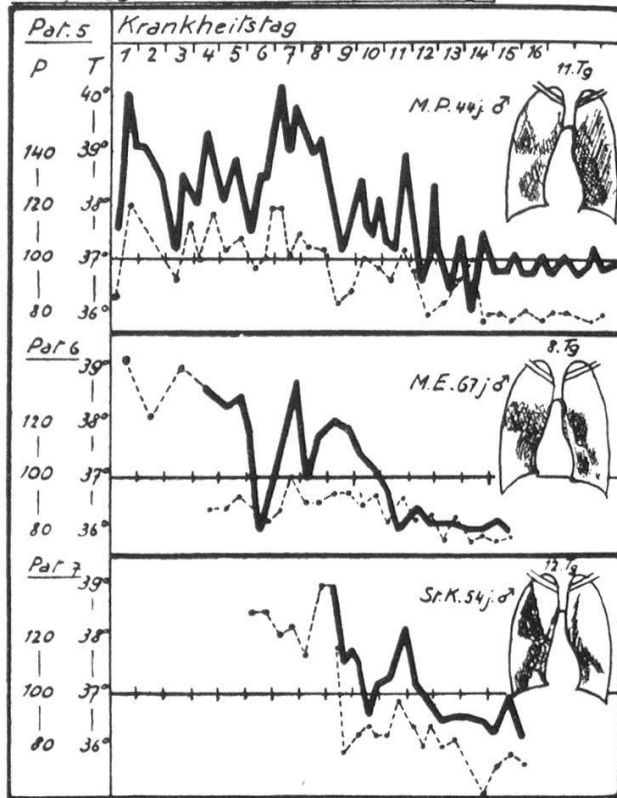 Pat. 5 Krankheitstag
1 2 3 4 5 6 7 8 9 10 11 12 13 14 15 16
P T
11. Tg
40°
M. P. 44j. ♂
140 39°
120 38°
100 37°
80 36°
Pat 6
8. Tg
39°
M. E. 67j ♂
120 38°
100 37°
80 36°
Pat 7
12. Tg
39°
St. K. 54j. ♂
120 38°
100 37°
80 36°